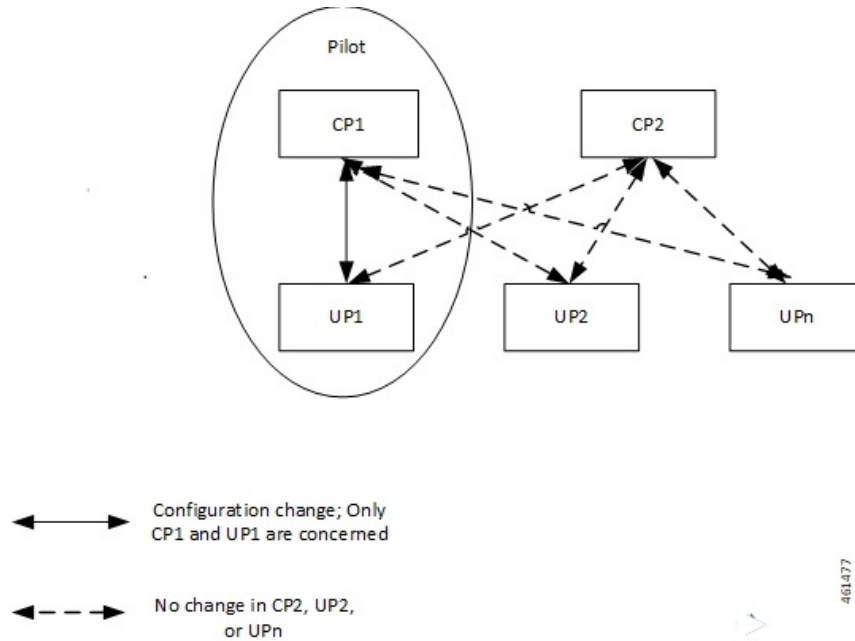 Pilot
CP1
CP2
UP1
UP2
UPn
Configuration change; Only
CP1 and UP1 are concerned
No change in CP2, UP2,
or UPn
461477